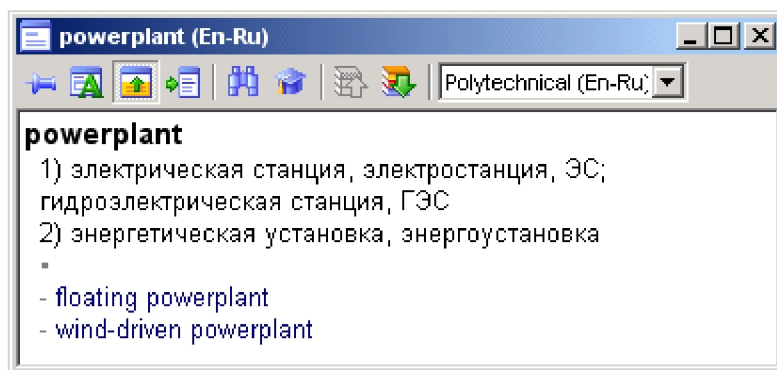 powerplant (En-Ru)
Polytechnical (En-Ru)
powerplant
1) электрическая станция, электростанция, ЭС;
гидроэлектрическая станция, ГЭС
2) энергетическая установка, энергоустановка
- floating powerplant
- wind-driven powerplant